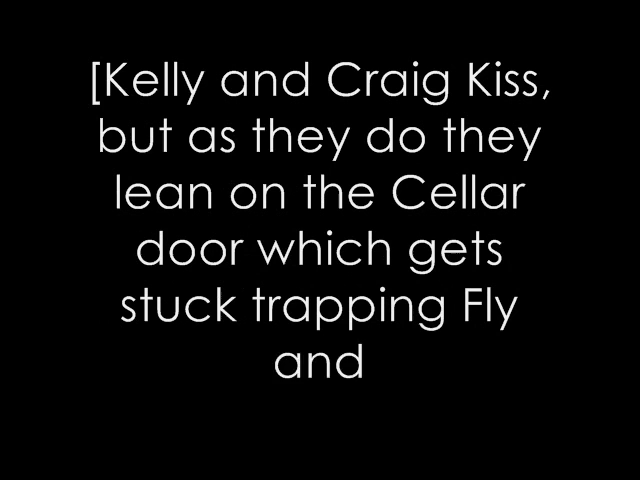 [Kelly and Craig Kiss,
but as they do they
lean on the Cellar
door which gets
stuck trapping Fly
and